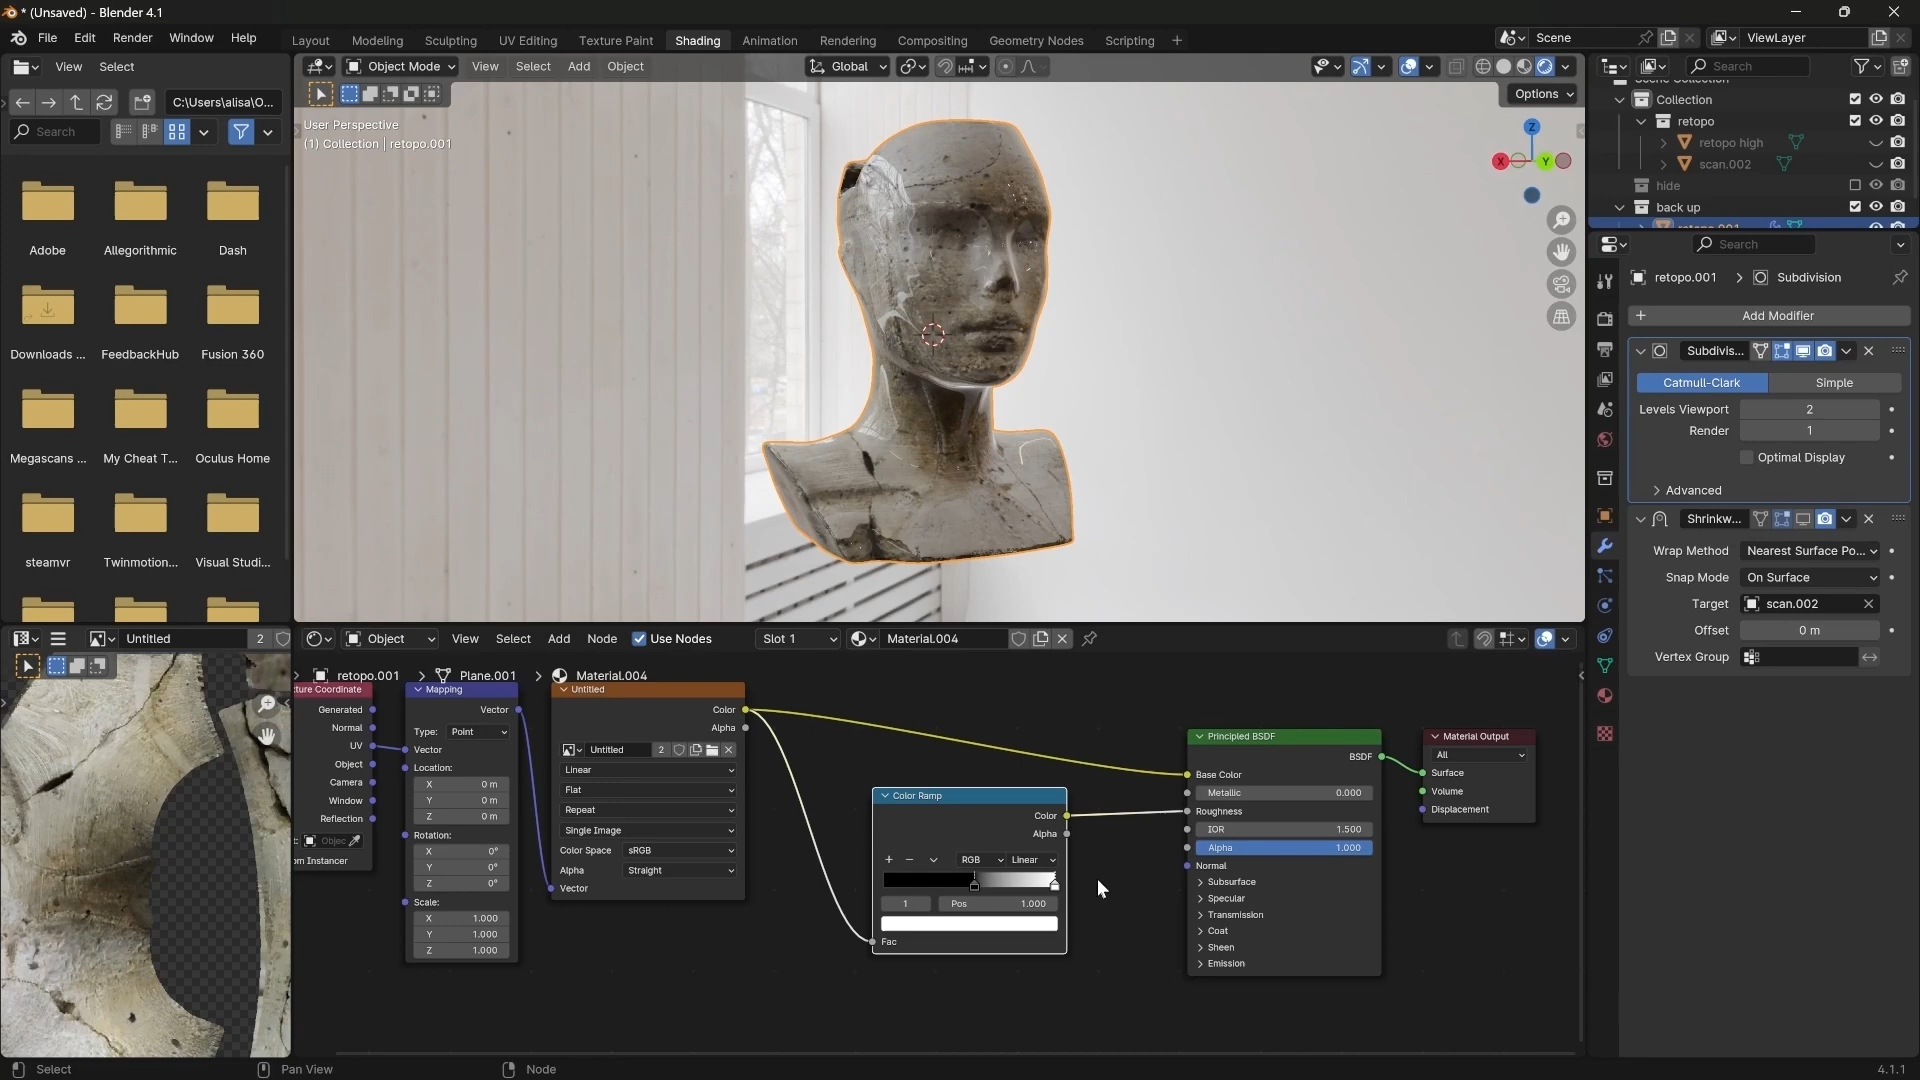 * (Unsaved) - Blender 4.1
File Edit Render Window Help
Layout Modeling Sculpting UV Editing Texture Paint Shading Animation Rendering Compositing Geometry Nodes Scripting +
Scene
ViewLayer
View Select
Object Mode View Select Add Object
Global
Search
C:\Users\alisa\O...
Search
Options
User Perspective
(1) Collection | retopo.001
Z
X
Y
Adobe Allegorithmic Dash
Downloads ... FeedbackHub Fusion 360
Megascans ... My Cheat T... Oculus Home
steamvr Twinmotion... Visual Studi...
Scene Collection
Collection
retopo
retopo high
scan.002
hide
back up
retopo.001
Search
retopo.001 > Subdivision
+ Add Modifier
Subdivis...
Catmull-Clark Simple
Levels Viewport 2
Render 1
Optimal Display
Advanced
Shrinkw...
Wrap Method Nearest Surface Po...
Snap Mode On Surface
Target scan.002
Offset 0 m
Vertex Group
Untitled 2
Object View Select Add Node Use Nodes Slot 1 Material.004
retopo.001 > Plane.001 > Material.004
ture Coordinate
Generated
Normal
UV
Object
Camera
Window
Reflection
: Objec
om Instancer
Mapping
Vector
Type: Point
Vector
Location:
X 0 m
Y 0 m
Z 0 m
Rotation:
X 0°
Y 0°
Z 0°
Scale:
X 1.000
Y 1.000
Z 1.000
Untitled
Color
Alpha
Untitled 2
Linear
Flat
Repeat
Single Image
Color Space sRGB
Alpha Straight
Vector
Color Ramp
Color
Alpha
+ − RGB Linear
1 Pos 1.000
Fac
Principled BSDF
BSDF
Base Color
Metallic 0.000
Roughness
IOR 1.500
Alpha 1.000
Normal
Subsurface
Specular
Transmission
Coat
Sheen
Emission
Material Output
All
Surface
Volume
Displacement
Select Pan View Node 4.1.1